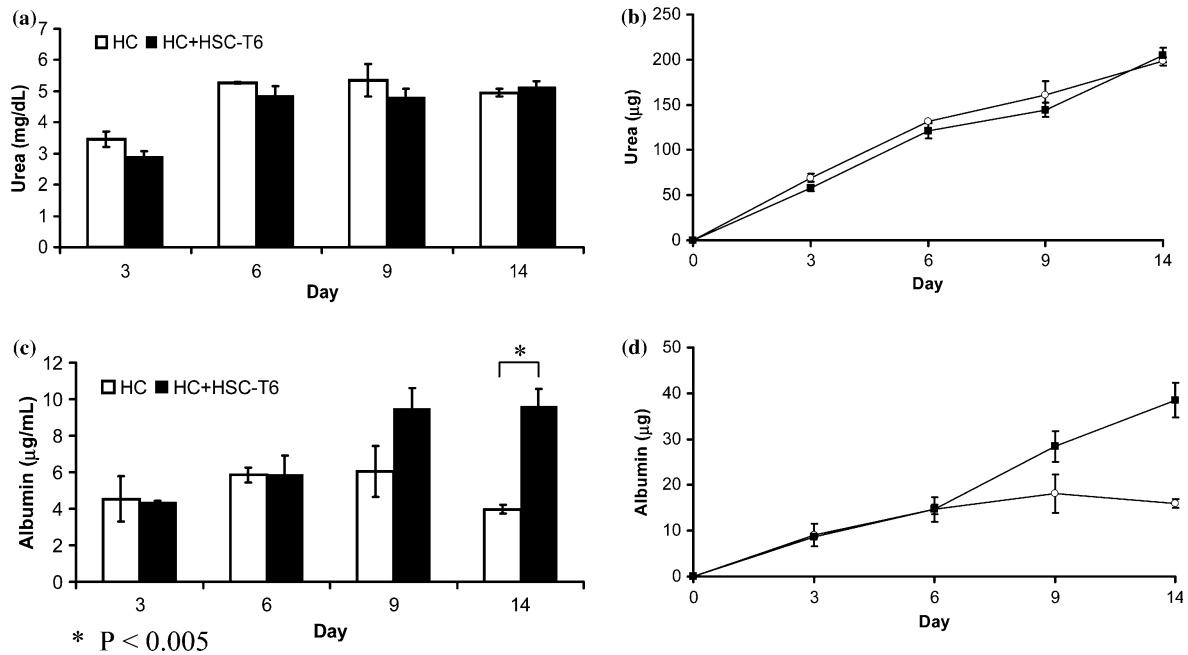 (a)
7
6
5
4
3
2
1
0
Urea (mg/dL)
HC HC+HSC-T6
3 6 9 14
Day
(b)
250
200
150
100
50
0
Urea (µg)
0 3 6 9 14
Day
(c)
12
10
8
6
4
2
0
Albumin (µg/mL)
HC HC+HSC-T6
*
3 6 9 14
Day
* P < 0.005
(d)
50
40
30
20
10
0
Albumin (µg)
0 3 6 9 14
Day